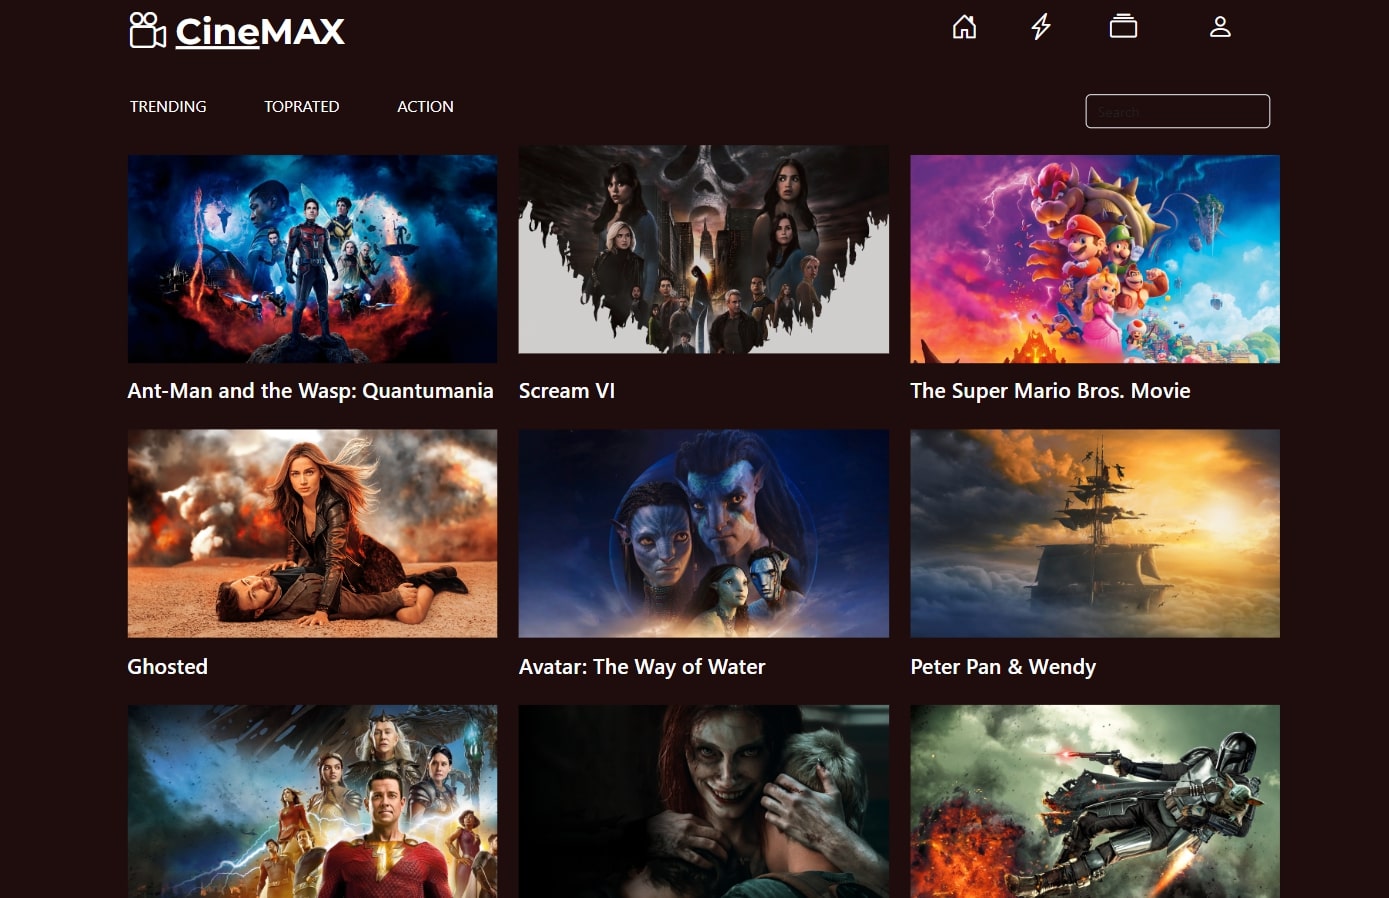 CineMAX
TRENDING TOPRATED ACTION
Search
Ant-Man and the Wasp: Quantumania
Scream VI
The Super Mario Bros. Movie
Ghosted
Avatar: The Way of Water
Peter Pan & Wendy